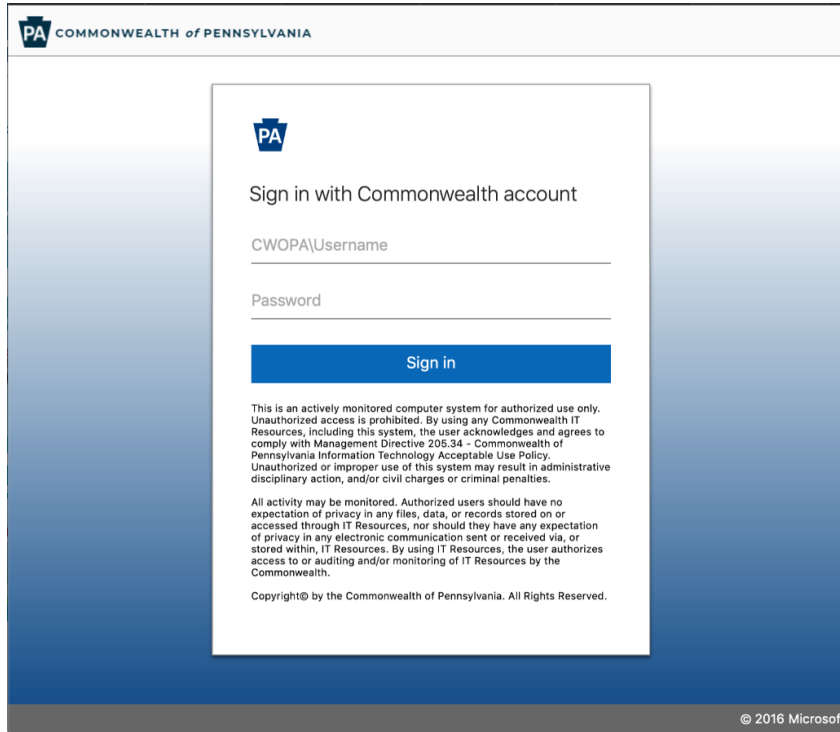 PA COMMONWEALTH of PENNSYLVANIA
PA
Sign in with Commonwealth account
CWOPA\Username
Password
Sign in
This is an actively monitored computer system for authorized use only.
Unauthorized access is prohibited. By using any Commonwealth IT
Resources, including this system, the user acknowledges and agrees to
comply with Management Directive 205.34 - Commonwealth of
Pennsylvania Information Technology Acceptable Use Policy.
Unauthorized or improper use of this system may result in administrative
disciplinary action, and/or civil charges or criminal penalties.
All activity may be monitored. Authorized users should have no
expectation of privacy in any files, data, or records stored on or
accessed through IT Resources, nor should they have any expectation
of privacy in any electronic communication sent or received via, or
stored within, IT Resources. By using IT Resources, the user authorizes
access to or auditing and/or monitoring of IT Resources by the
Commonwealth.
Copyright© by the Commonwealth of Pennsylvania. All Rights Reserved.
© 2016 Microsof